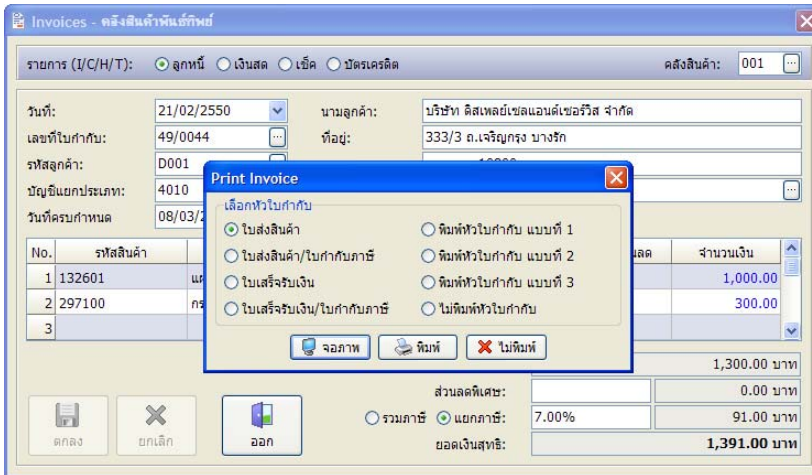 Invoices - คลังสินค้าพันธ์ทิพย์
รายการ (I/C/H/T): ลูกหนี้ เงินสด เช็ค บัตรเครดิต คลังสินค้า: 001
วันที่: 21/02/2550 นามลูกค้า: บริษัท ดิสเพลย์เซลแอนด์เซอร์วิส จำกัด
เลขที่ใบกำกับ: 49/0044 ที่อยู่: 333/3 ถ.เจริญกรุง บางรัก
รหัสลูกค้า: D001
บัญชีแยกประเภท: 4010
วันที่ครบกำหนด 08/03/2
Print Invoice
เลือกหัวใบกำกับ
ใบส่งสินค้า พิมพ์หัวใบกำกับ แบบที่ 1
ใบส่งสินค้า/ใบกำกับภาษี พิมพ์หัวใบกำกับ แบบที่ 2
ใบเสร็จรับเงิน พิมพ์หัวใบกำกับ แบบที่ 3
ใบเสร็จรับเงิน/ใบกำกับภาษี ไม่พิมพ์หัวใบกำกับ
จอภาพ พิมพ์ ไม่พิมพ์
No. รหัสสินค้า จำนวนเงิน
1 132601 1,000.00
2 297100 300.00
3
1,300.00 บาท
ส่วนลดพิเศษ: 0.00 บาท
รวมภาษี แยกภาษี: 7.00% 91.00 บาท
ยอดเงินสุทธิ: 1,391.00 บาท
ตกลง ยกเลิก ออก